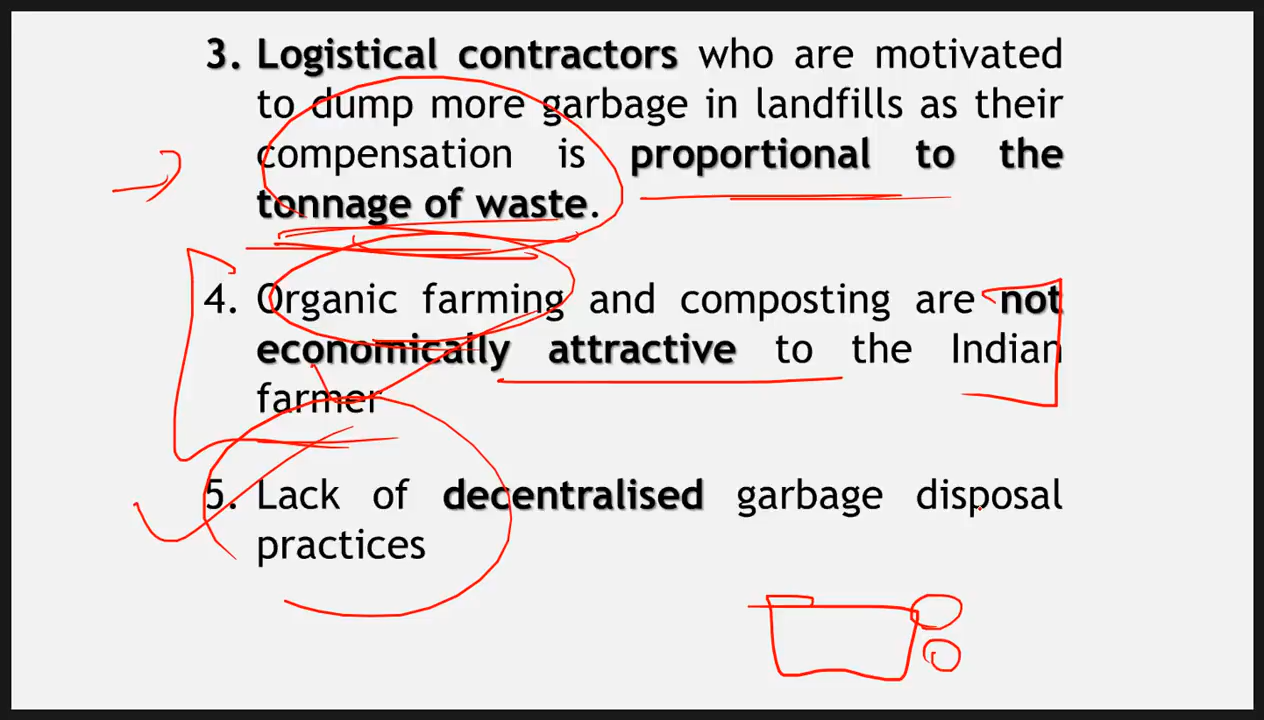 3. Logistical contractors who are motivated
to dump more garbage in landfills as their
compensation is proportional to the
tonnage of waste.
4. Organic farming and composting are not
economically attractive to the Indian
farmer
5. Lack of decentralised garbage disposal
practices